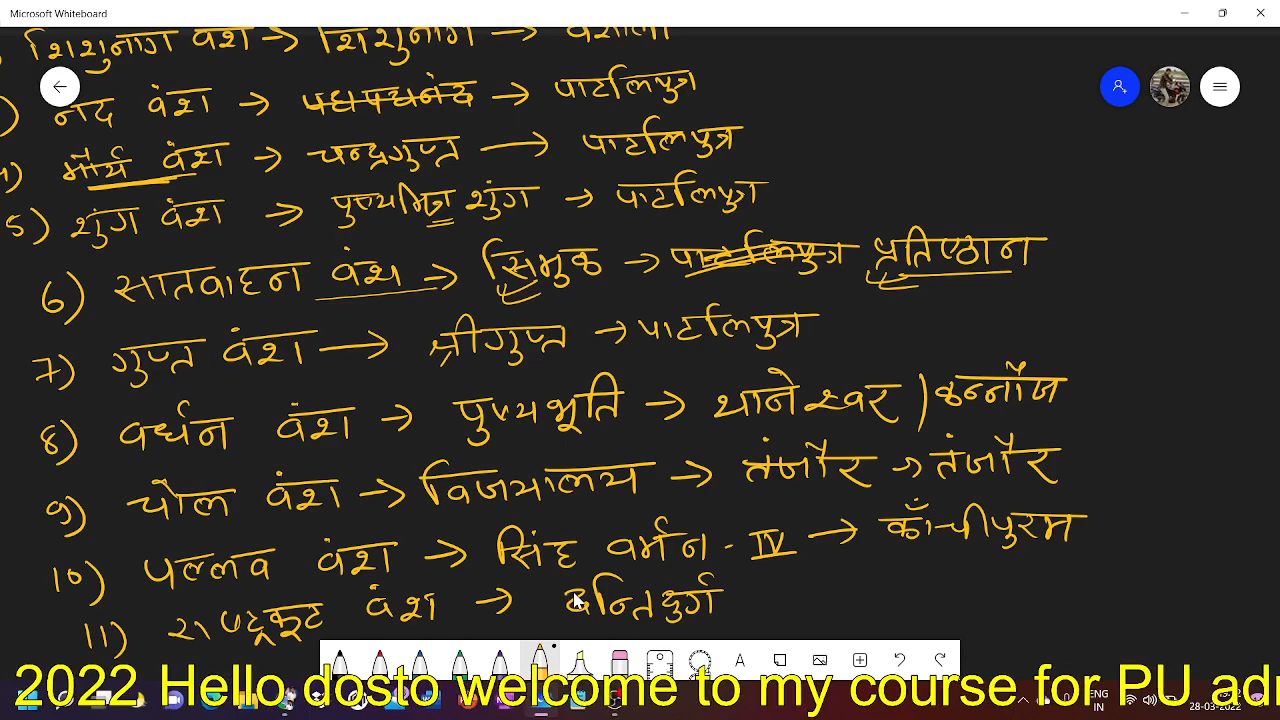 Microsoft Whiteboard
शिशुनाग वंश → शिशुनाग → वैशाली
) नंद वंश → → पाटलिपुत्र
4) मौर्य वंश → चन्द्रगुप्त → पाटलिपुत्र
5) शुंग वंश → पुष्यमित्र शुंग → पाटलिपुत्र
6) सातवाहन वंश → सिमुक → पाटलिपुत्र प्रतिष्ठान
7) गुप्त वंश → श्रीगुप्त → पाटलिपुत्र
8) वर्धन वंश → पुष्यभूति → थानेश्वर / कन्नौज
9) चोल वंश → विजयालय → तंजौर → तंजौर
10) पल्लव वंश → सिंह वर्मन - IV → काँचीपुरम
11) राष्ट्रकूट वंश → दन्तिदुर्ग
2022 Hello dosto welcome to my course for PU adi
ENG
IN
28-03-2022